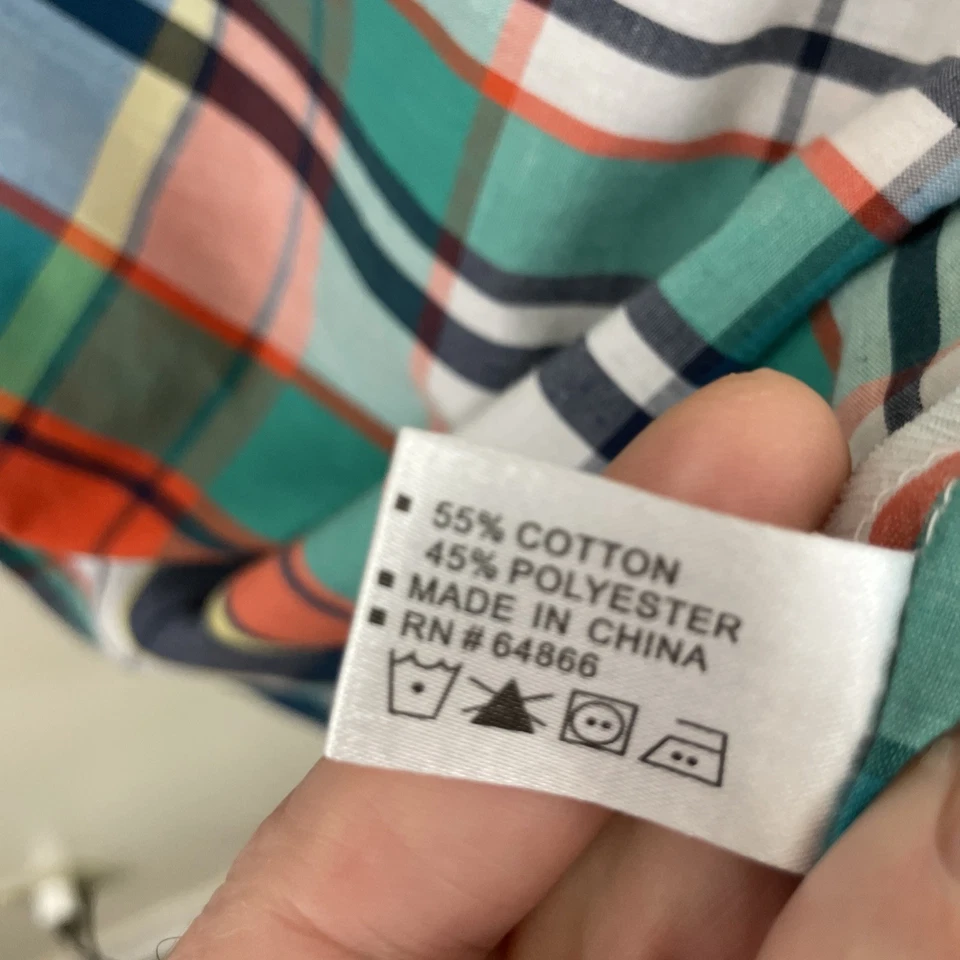 55% COTTON
45% POLYESTER
MADE IN CHINA
RN # 64866